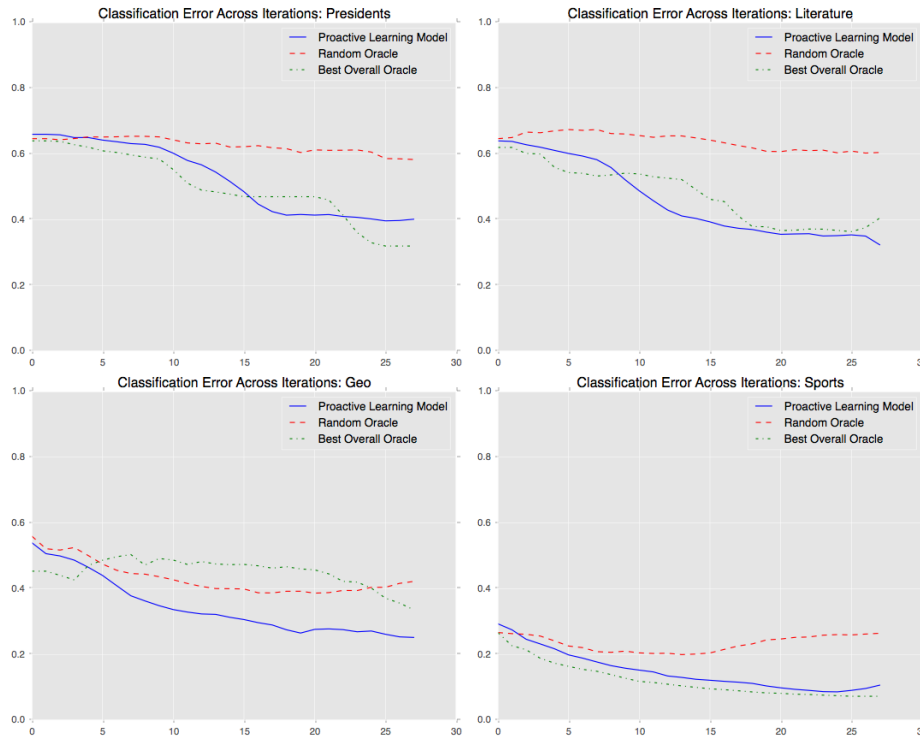 Classification Error Across Iterations: Presidents
1.0
0.8
0.6
0.4
0.2
0.0
Proactive Learning Model
Random Oracle
Best Overall Oracle
0 5 10 15 20 25 30
Classification Error Across Iterations: Literature
1.0
0.8
0.6
0.4
0.2
0.0
Proactive Learning Model
Random Oracle
Best Overall Oracle
0 5 10 15 20 25 30
Classification Error Across Iterations: Geo
1.0
0.8
0.6
0.4
0.2
0.0
Proactive Learning Model
Random Oracle
Best Overall Oracle
0 5 10 15 20 25 30
Classification Error Across Iterations: Sports
1.0
0.8
0.6
0.4
0.2
0.0
Proactive Learning Model
Random Oracle
Best Overall Oracle
0 5 10 15 20 25 30